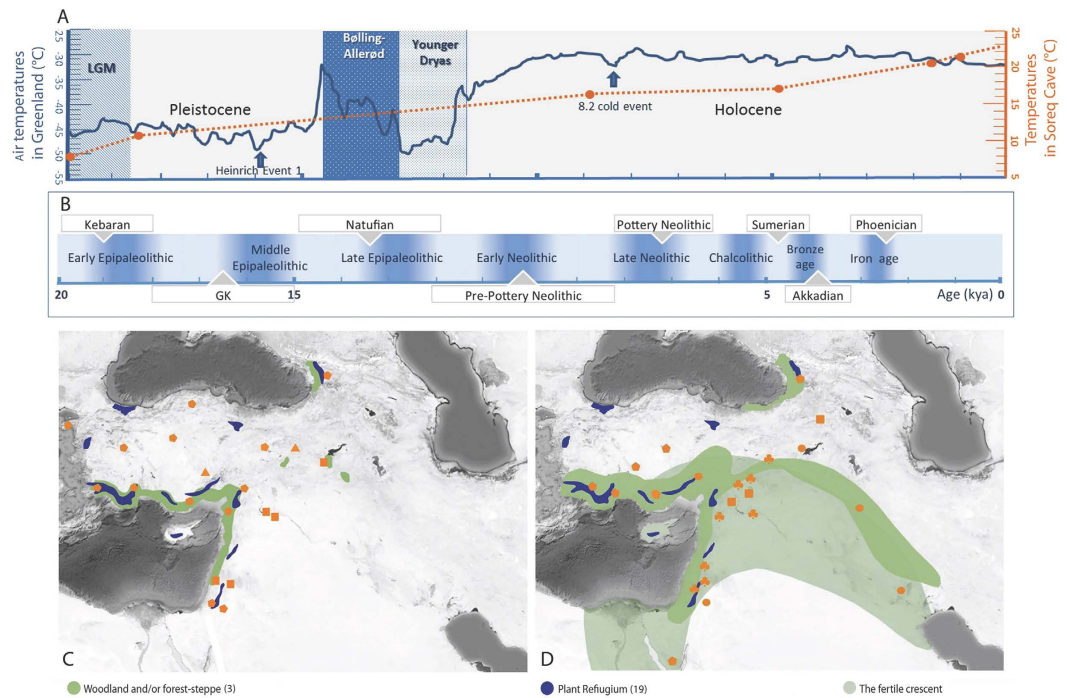 A
Air temperatures
in Greenland (°C)
25
-30
-35
-40
-45
-50
-55
LGM
Pleistocene
Heinrich Event 1
Bølling-
Allerød
Younger
Dryas
8.2 cold event
Holocene
25
20
15
10
5
Temperatures
in Soreq Cave (°C)
B
Kebaran
Natufian
Pottery Neolithic
Sumerian
Phoenician
Early Epipaleolithic
Middle
Epipaleolithic
Late Epipaleolithic
Early Neolithic
Late Neolithic
Chalcolithic
Bronze
age
Iron age
20
GK
15
Pre-Pottery Neolithic
5
Akkadian
Age (kya) 0
C
D
Woodland and/or forest-steppe (3)
Plant Refiugium (19)
The fertile crescent